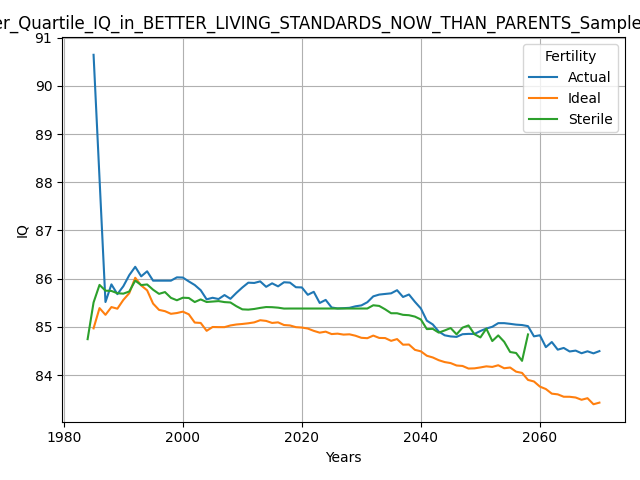 er_Quartile_IQ_in_BETTER_LIVING_STANDARDS_NOW_THAN_PARENTS_Sample
91
90
89
88
87
86
85
84
IQ
Fertility
Actual
Ideal
Sterile
1980
2000
2020
2040
2060
Years